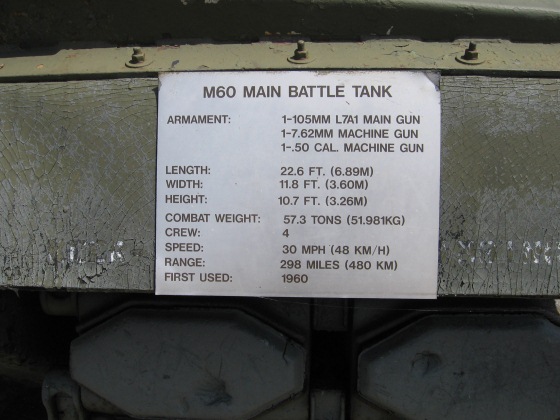 M60 MAIN BATTLE TANK
ARMAMENT: 1-105MM L7A1 MAIN GUN
1-7.62MM MACHINE GUN
1-.50 CAL. MACHINE GUN
LENGTH: 22.6 FT. (6.89M)
WIDTH: 11.8 FT. (3.60M)
HEIGHT: 10.7 FT. (3.26M)
COMBAT WEIGHT: 57.3 TONS (51.981KG)
CREW: 4
SPEED: 30 MPH (48 KM/H)
RANGE: 298 MILES (480 KM)
FIRST USED: 1960